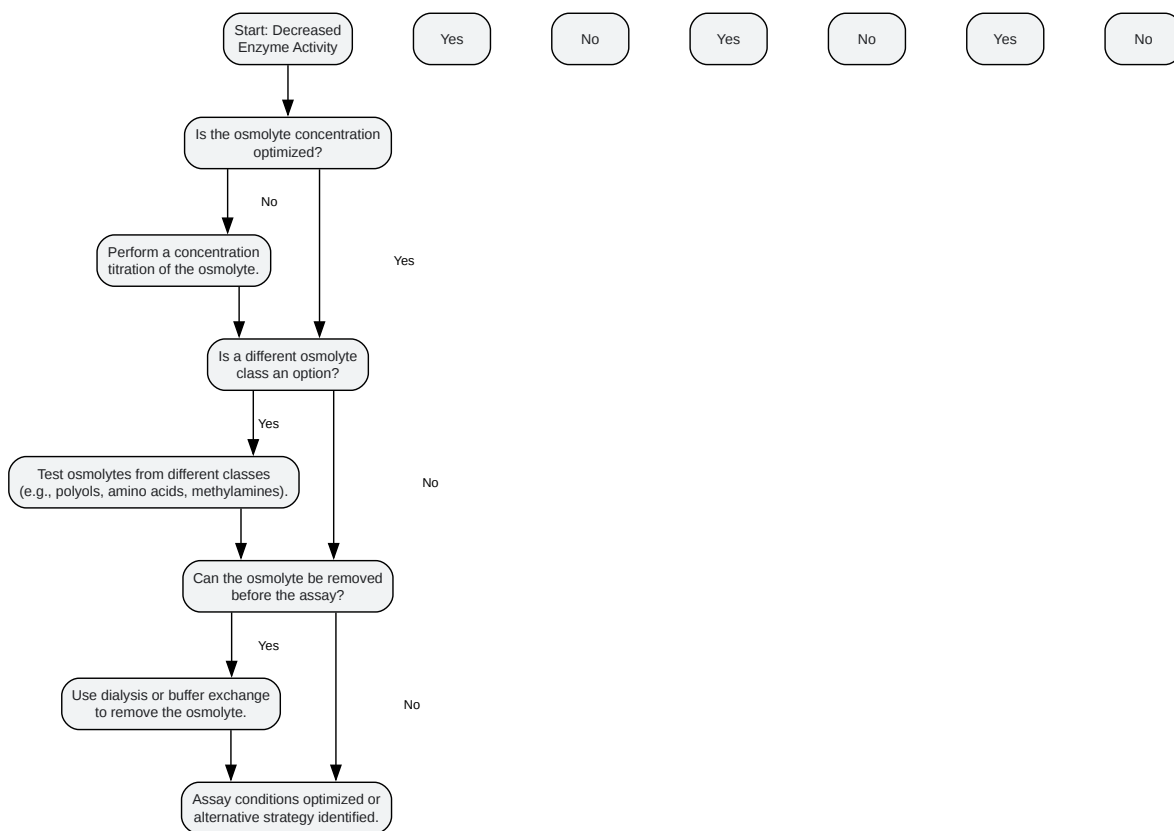 Start: Decreased
Enzyme Activity
Yes
No
Yes
No
Yes
No
Is the osmolyte concentration
optimized?
No
Perform a concentration
titration of the osmolyte.
Yes
Is a different osmolyte
class an option?
Yes
Test osmolytes from different classes
(e.g., polyols, amino acids, methylamines).
No
Can the osmolyte be removed
before the assay?
Yes
Use dialysis or buffer exchange
to remove the osmolyte.
No
Assay conditions optimized or
alternative strategy identified.